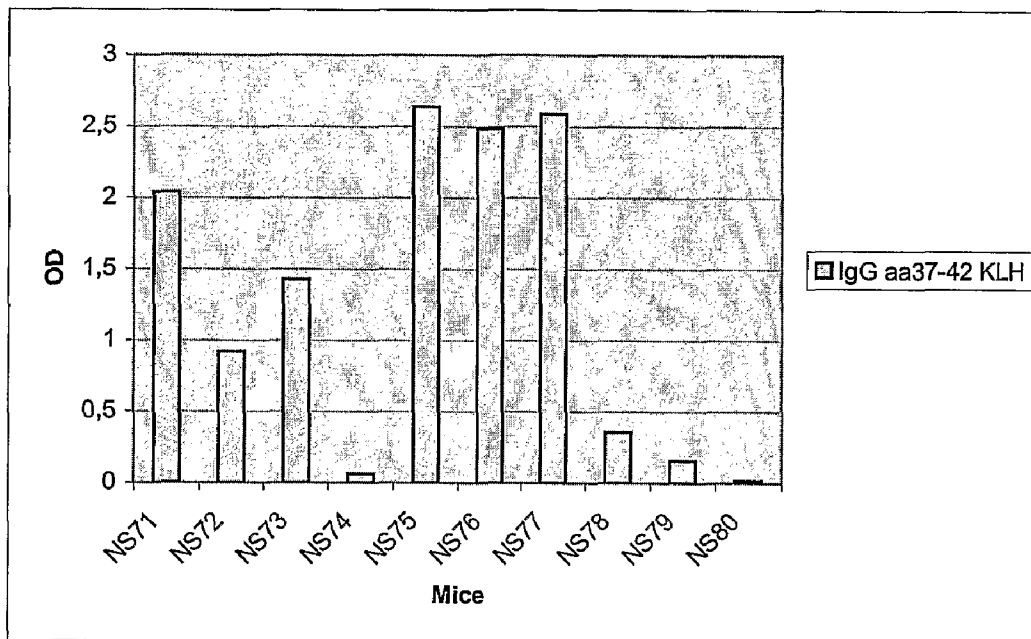 3
2,5
2
1,5
1
0,5
0
OD
NS71
NS72
NS73
NS74
NS75
NS76
NS77
NS78
NS79
NS80
Mice
IgG aa37-42 KLH